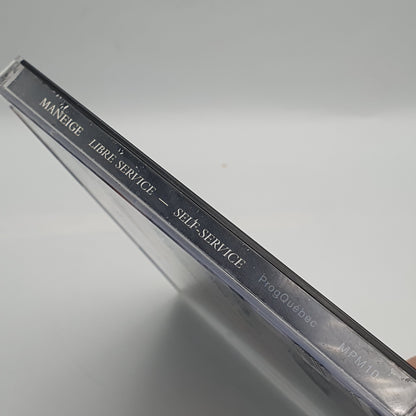 MANEIGE LIBRE SERVICE — SELF-SERVICE ProgQuébec MPM10